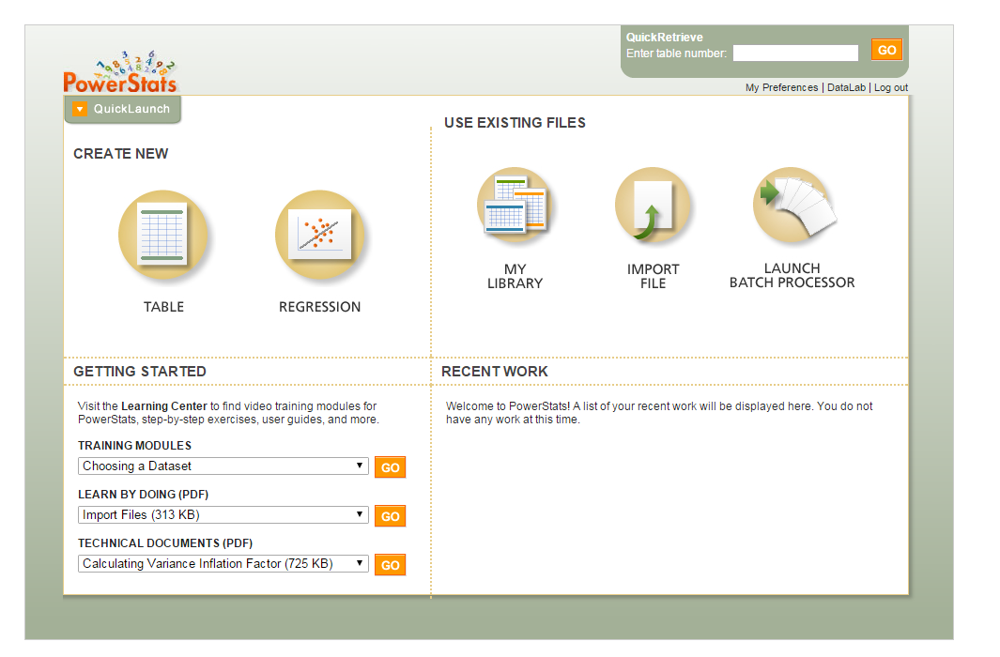 QuickRetrieve
Enter table number:
GO
PowerStats
My Preferences | DataLab | Log out
QuickLaunch
CREATE NEW
TABLE
REGRESSION
USE EXISTING FILES
MY
LIBRARY
IMPORT
FILE
LAUNCH
BATCH PROCESSOR
GETTING STARTED
Visit the Learning Center to find video training modules for
PowerStats, step-by-step exercises, user guides, and more.
TRAINING MODULES
Choosing a Dataset
GO
LEARN BY DOING (PDF)
Import Files (313 KB)
GO
TECHNICAL DOCUMENTS (PDF)
Calculating Variance Inflation Factor (725 KB)
GO
RECENT WORK
Welcome to PowerStats! A list of your recent work will be displayed here. You do not
have any work at this time.